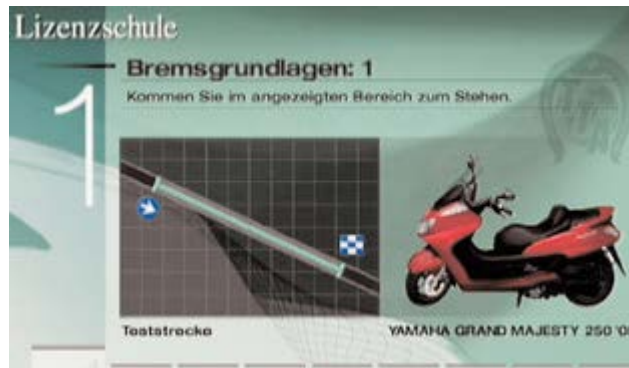 Lizenzschule
1
Bremsgrundlagen: 1
Kommen Sie im angezeigten Bereich zum Stehen.
Teststrecke
YAMAHA GRAND MAJESTY 250 '0